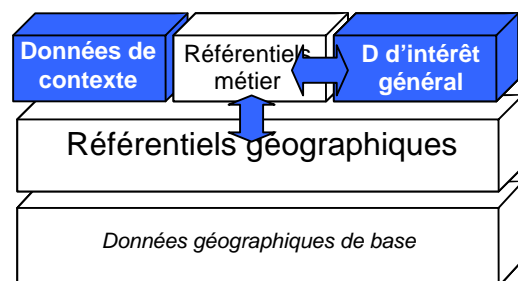 Données de
contexte
Référentiels
métier
D d'intérêt
général
Référentiels géographiques
Données géographiques de base